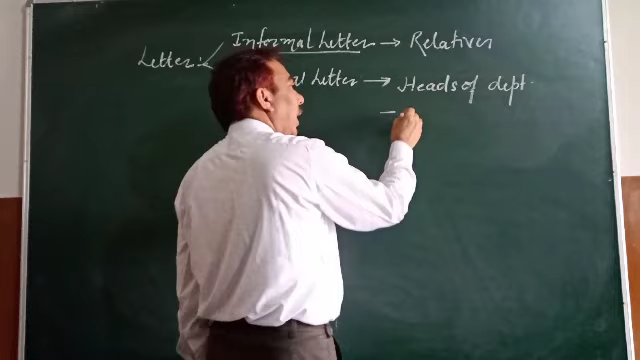 Informal Letter → Relatives
Letter:
Letter → Heads of dept.